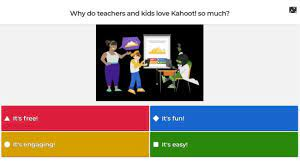 Why do teachers and kids love Kahoot! so much?
It's free!
It's fun!
It's engaging!
It's easy!